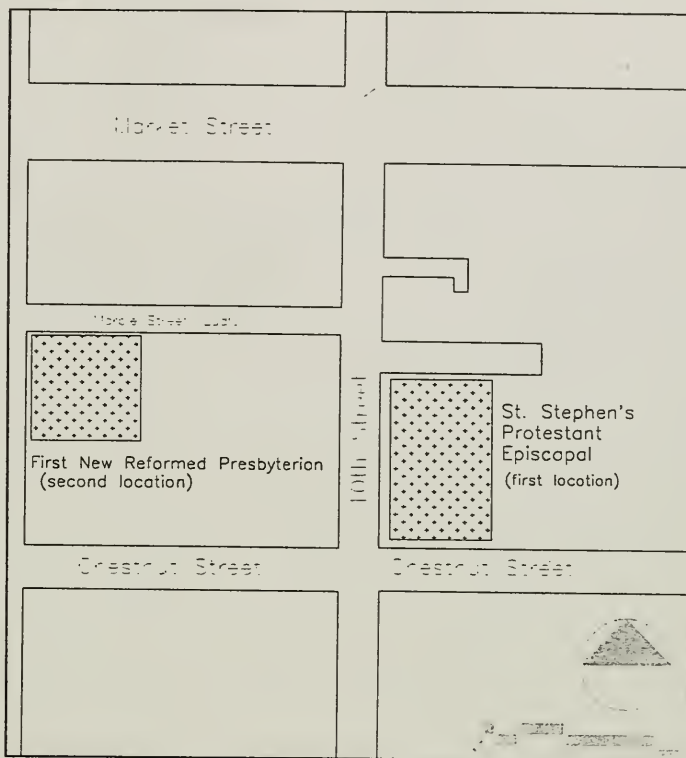 Market Street
First New Reformed Presbyterion
(second location)
10th Street
St. Stephen's
Protestant
Episcapal
(first location)
Chestnut Street
Chestnut Street